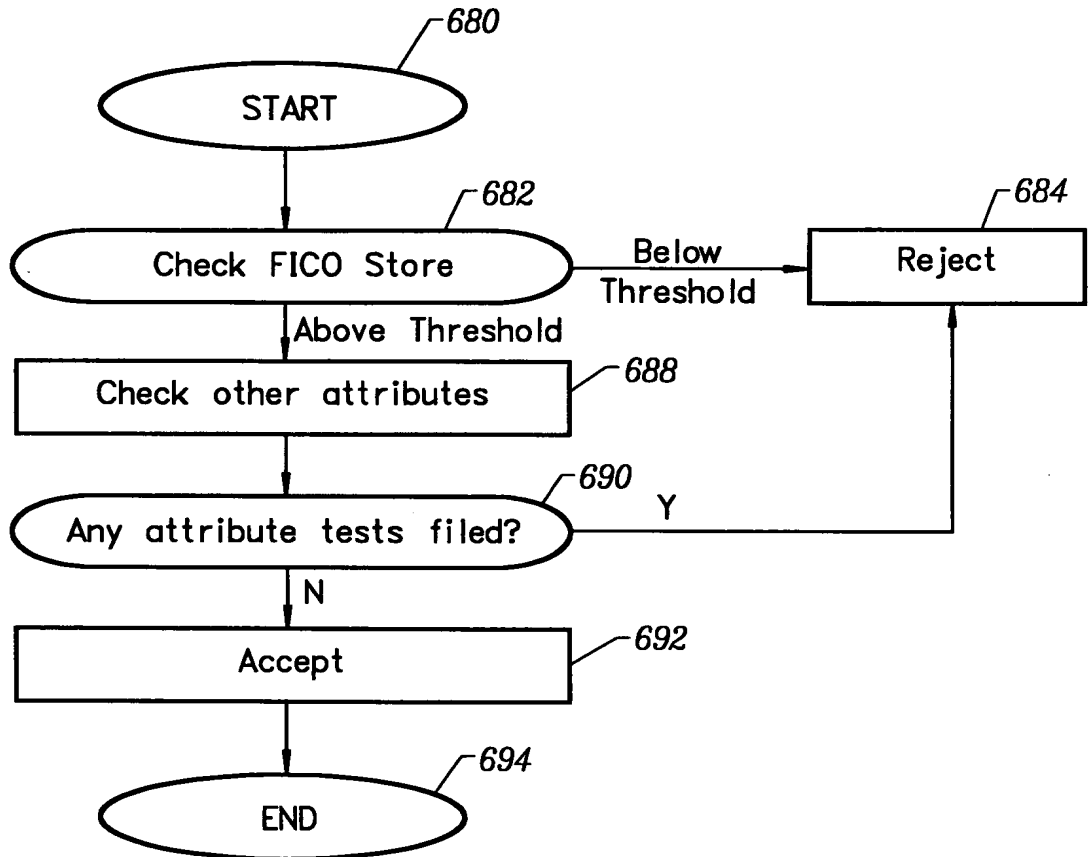 680
START
682
684
Check FICO Store
Below
Threshold
Reject
Above Threshold
688
Check other attributes
690
Any attribute tests filed?
Y
N
692
Accept
694
END